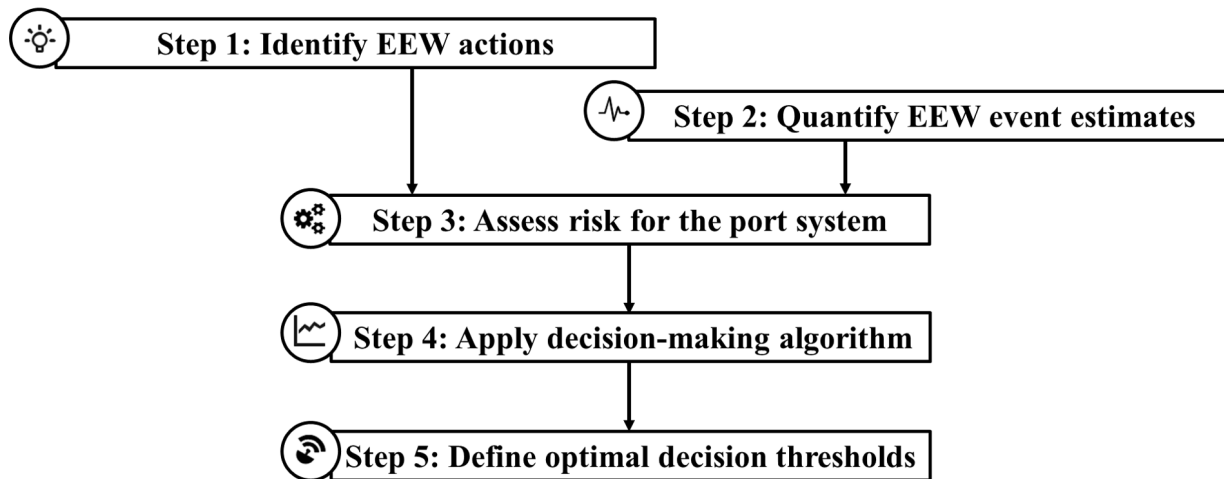 Step 1: Identify EEW actions
Step 2: Quantify EEW event estimates
Step 3: Assess risk for the port system
Step 4: Apply decision-making algorithm
Step 5: Define optimal decision thresholds